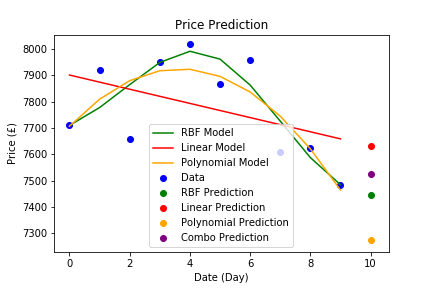 Price Prediction
8000
7900
7800
7700
7600
7500
7400
7300
Price (£)
RBF Model
Linear Model
Polynomial Model
Data
RBF Prediction
Linear Prediction
Polynomial Prediction
Combo Prediction
0 2 4 6 8 10
Date (Day)